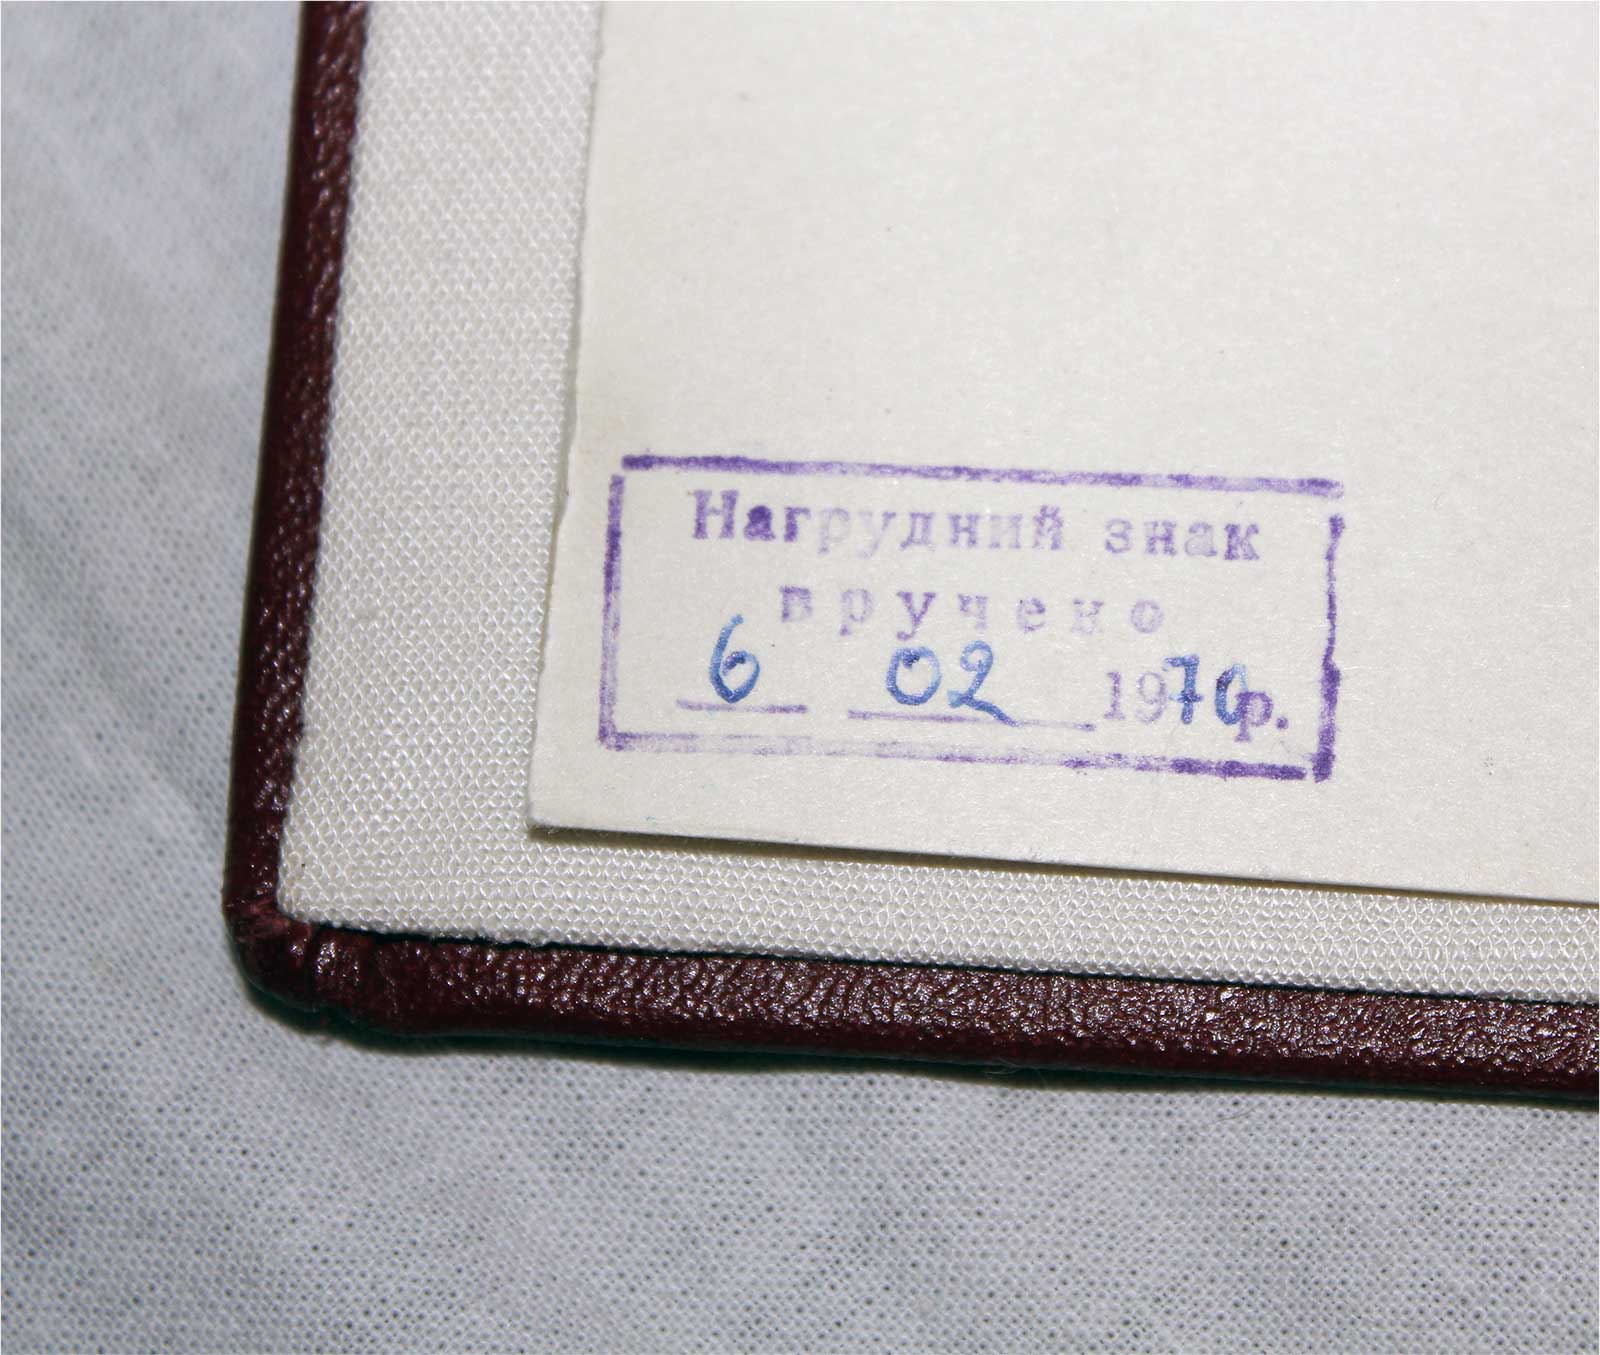 Нагрудний знак
вручено
6 02 1970р.